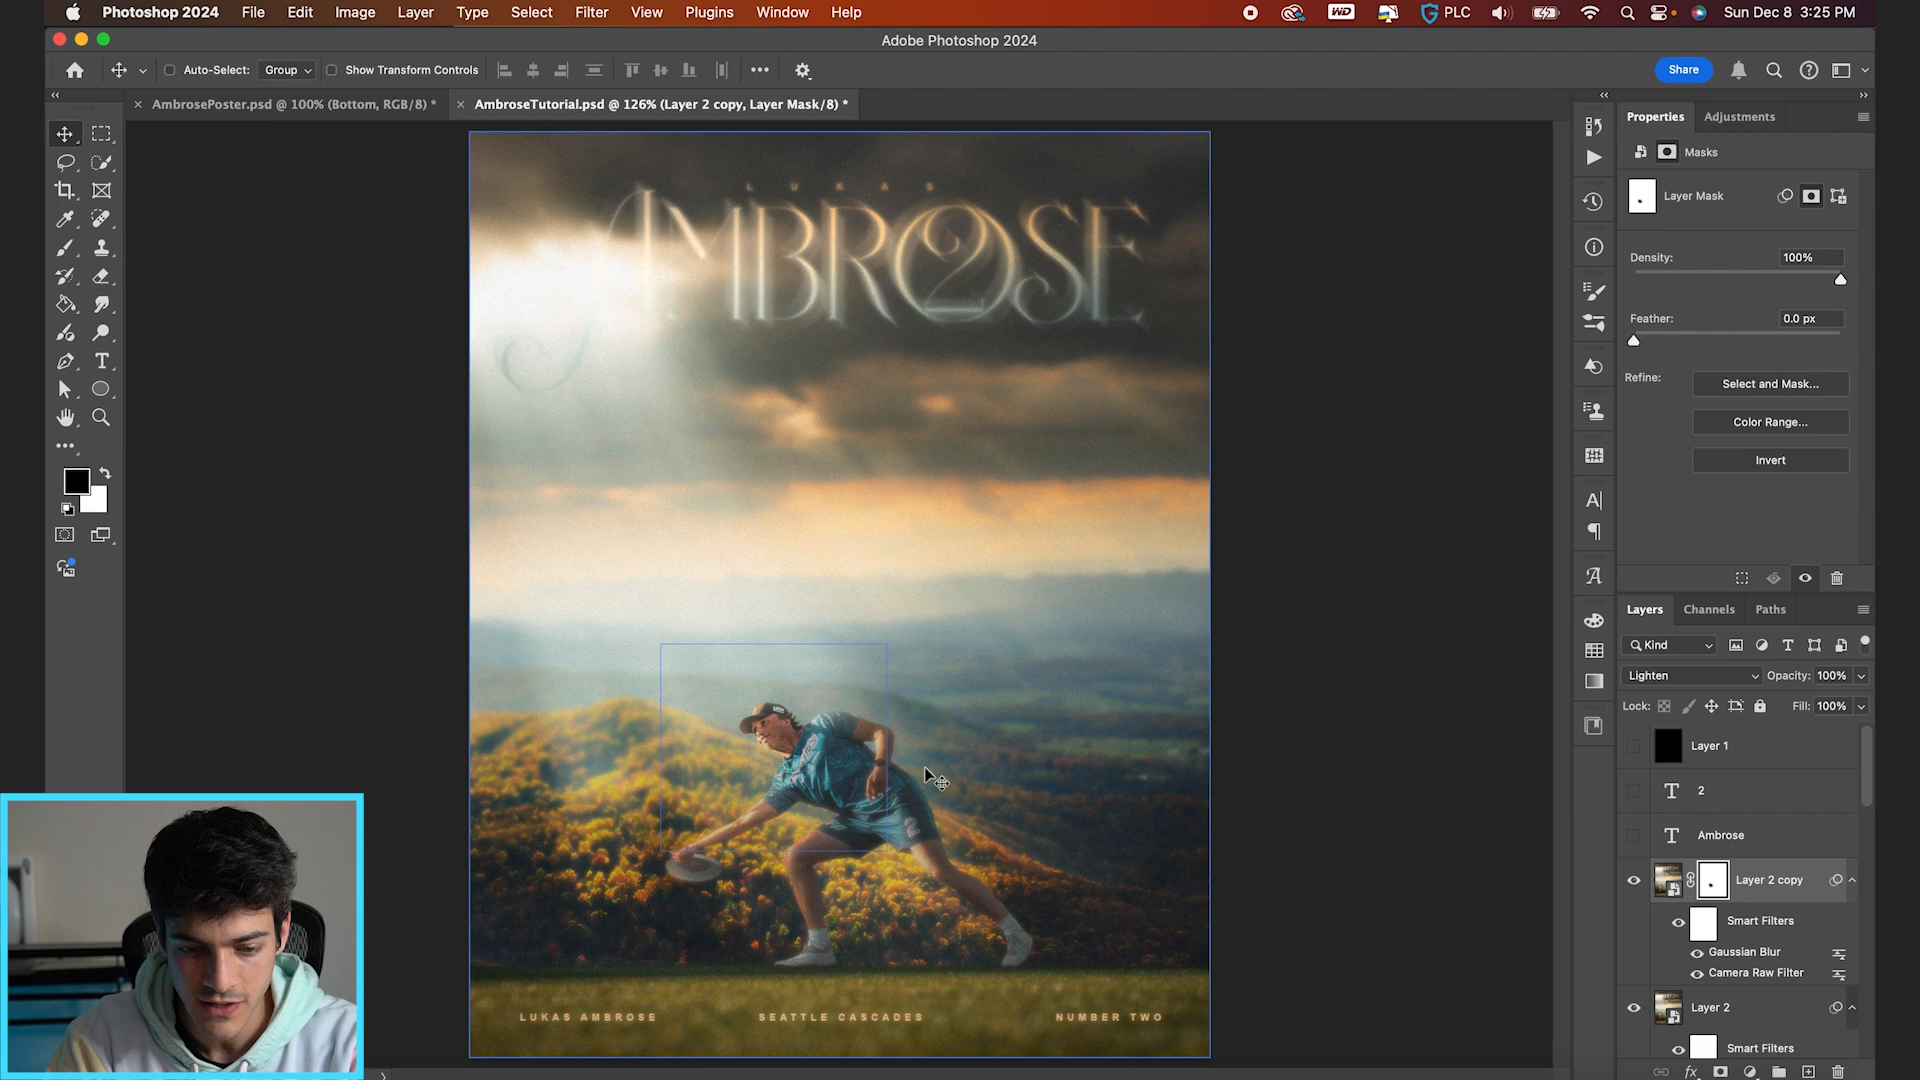 Photoshop 2024 File Edit Image Layer Type Select Filter View Plugins Window Help WD PLC Sun Dec 8 3:25 PM
Adobe Photoshop 2024
Auto-Select: Group Show Transform Controls Share
AmbrosePoster.psd @ 100% (Bottom, RGB/8) * AmbroseTutorial.psd @ 126% (Layer 2 copy, Layer Mask/8) *
Properties Adjustments
Masks
Layer Mask
Density: 100%
Feather: 0.0 px
Refine: Select and Mask...
Color Range...
Invert
LUKAS
AMBROSE
2
LUKAS AMBROSE SEATTLE CASCADES NUMBER TWO
Layers Channels Paths
Kind
Lighten Opacity: 100%
Lock: Fill: 100%
Layer 1
2
Ambrose
Layer 2 copy
Smart Filters
Gaussian Blur
Camera Raw Filter
Layer 2
Smart Filters